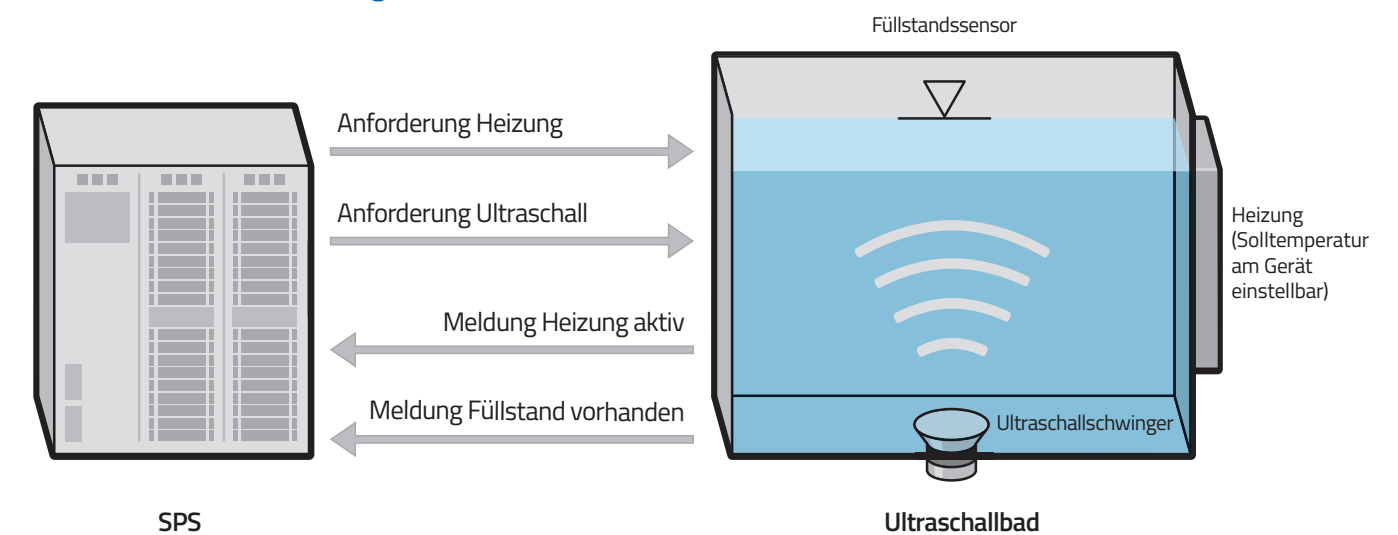 Füllstandssensor
Anforderung Heizung
Anforderung Ultraschall
Meldung Heizung aktiv
Meldung Füllstand vorhanden
Heizung
(Solltemperatur
am Gerät
einstellbar)
Ultraschallschwinger
SPS
Ultraschallbad